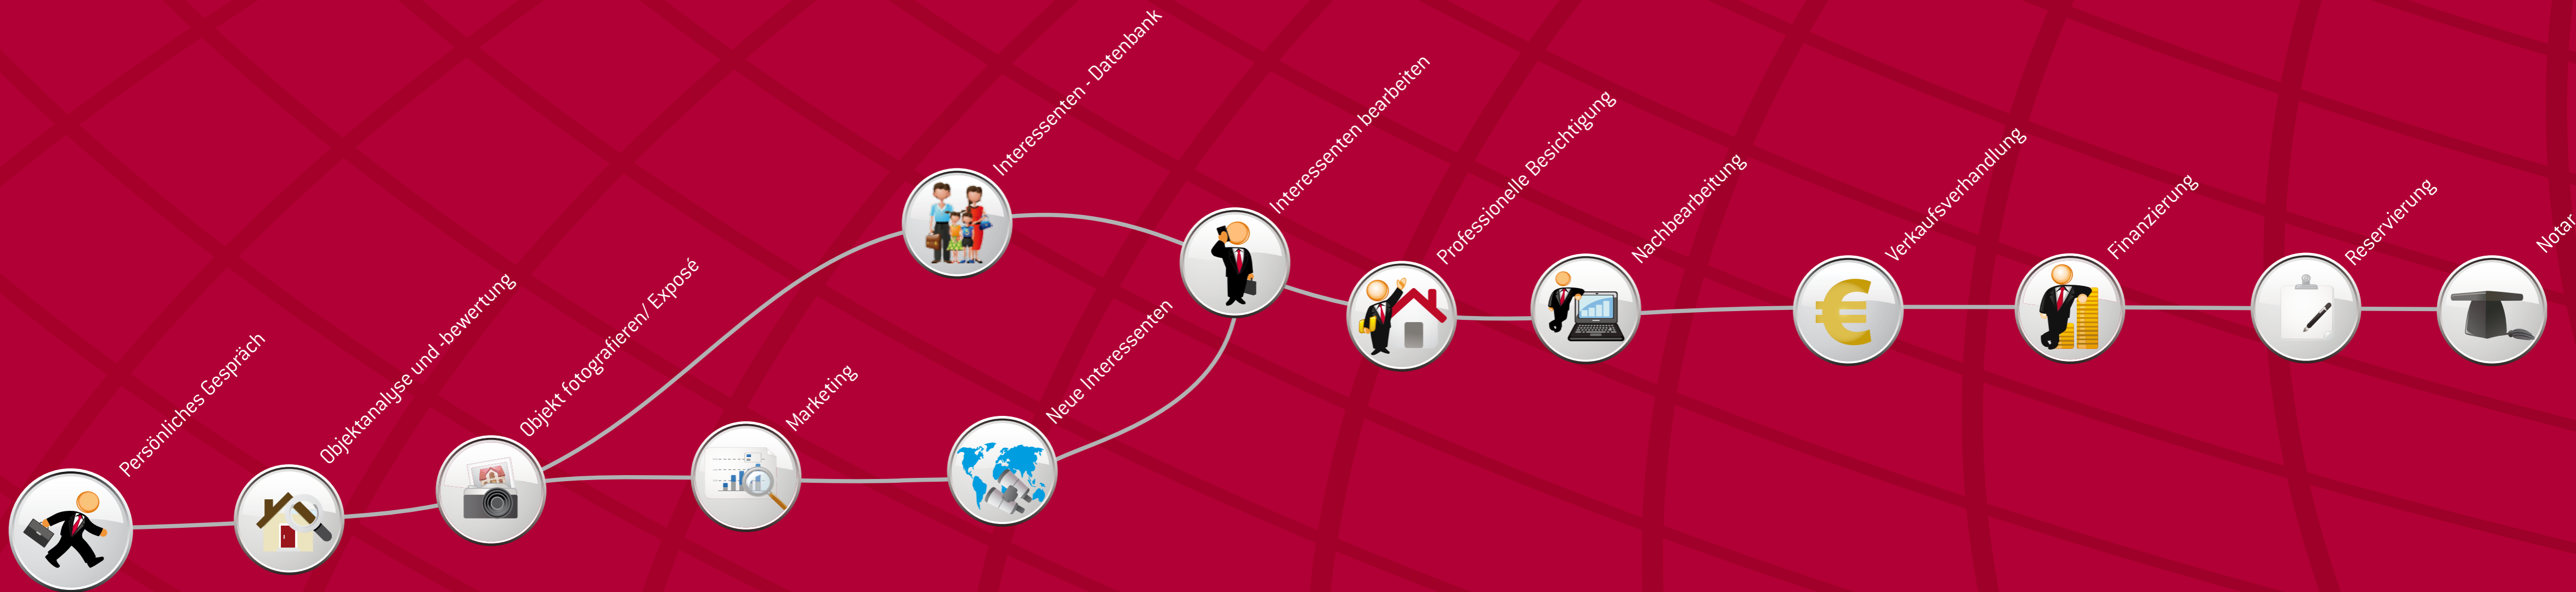 Persönliches Gespräch
Objektanalyse und -bewertung
Objekt fotografieren/ Exposé
Interessenten - Datenbank
Marketing
Neue Interessenten
Interessenten bearbeiten
Professionelle Besichtigung
Nachbearbeitung
Verkaufsverhandlung
Finanzierung
Reservierung
Notar